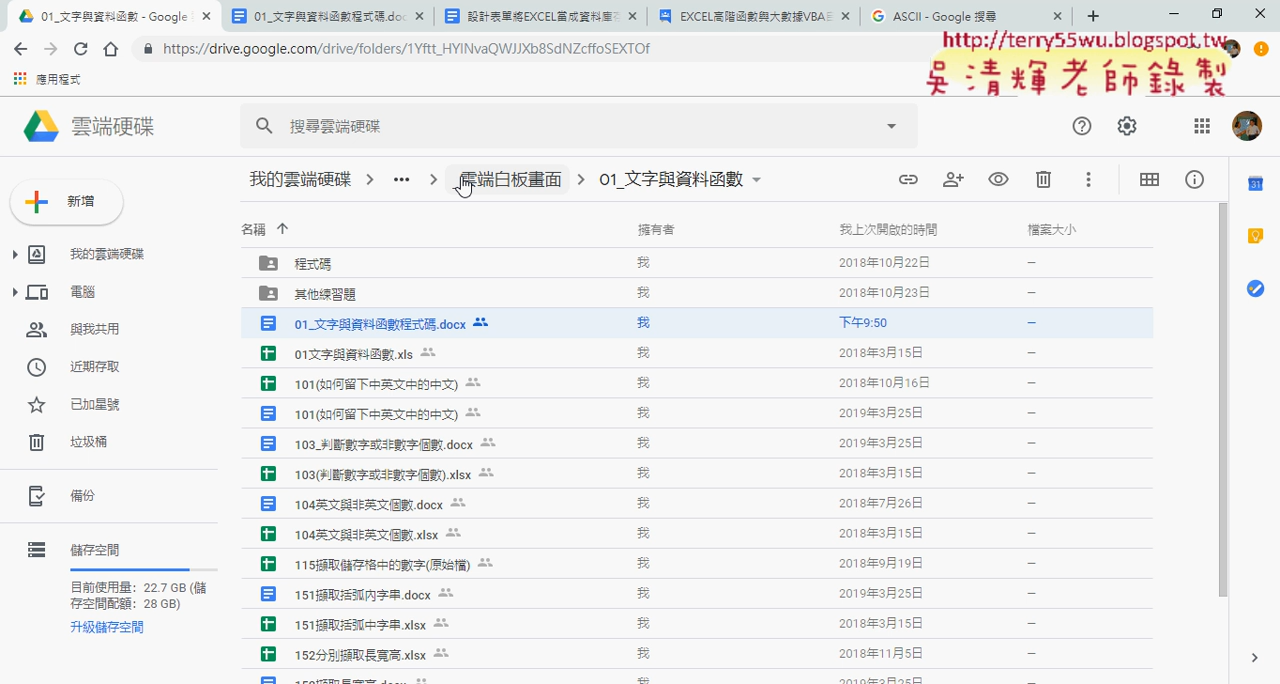 01_文字與資料函數 - Google
01_文字與資料函數程式碼.doc
設計表單將EXCEL當成資料庫
EXCEL進階函數與大數據VBA
ASCII - Google 搜尋
https://drive.google.com/drive/folders/1Yftt_HYlNvaQWJJXb8SdNZcffoSEXTOf
http://terry55wu.blogspot.tw
吳清輝老師錄製
應用程式
雲端硬碟
搜尋雲端硬碟
新增
我的雲端硬碟
雲端白板畫面
01_文字與資料函數
31
名稱 擁有者 我上次開啟的時間 檔案大小
我的雲端硬碟
電腦
與我共用
近期存取
已加星號
垃圾桶
備份
儲存空間
目前使用量: 22.7 GB (儲
存空間配額: 28 GB)
升級儲存空間
程式碼 我 2018年10月22日 –
其他練習題 我 2018年10月23日 –
01_文字與資料函數程式碼.docx 我 下午9:50 –
01文字與資料函數.xls 我 2018年3月15日 –
101(如何留下中英文中的中文) 我 2018年10月16日 –
101(如何留下中英文中的中文) 我 2019年3月25日 –
103_判斷數字或非數字個數.docx 我 2019年3月25日 –
103(判斷數字或非數字個數).xlsx 我 2018年3月15日 –
104英文與非英文個數.docx 我 2018年7月26日 –
104英文與非英文個數.xlsx 我 2018年3月15日 –
115擷取儲存格中的數字(原始檔) 我 2018年9月19日 –
151擷取括弧內字串.docx 我 2019年3月25日 –
151擷取括弧中字串.xlsx 我 2018年3月15日 –
152分別擷取長寬高.xlsx 我 2018年11月5日 –